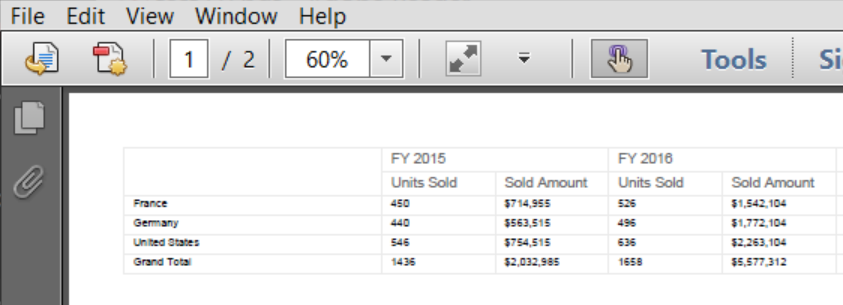 File Edit View Window Help
1 / 2 60% Tools Si
FY 2015 FY 2016
Units Sold Sold Amount Units Sold Sold Amount
France 450 $714,955 526 $1,542,104
Germany 440 $563,515 496 $1,772,104
United States 546 $754,515 636 $2,263,104
Grand Total 1436 $2,032,985 1658 $5,577,312